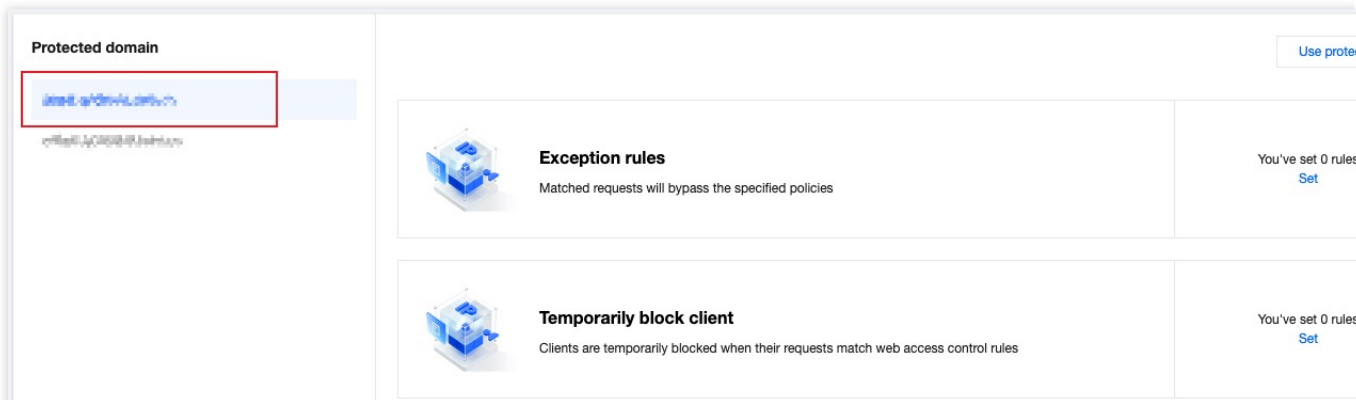 Protected domain
Use protec
Exception rules
Matched requests will bypass the specified policies
You've set 0 rules
Set
Temporarily block client
Clients are temporarily blocked when their requests match web access control rules
You've set 0 rules
Set